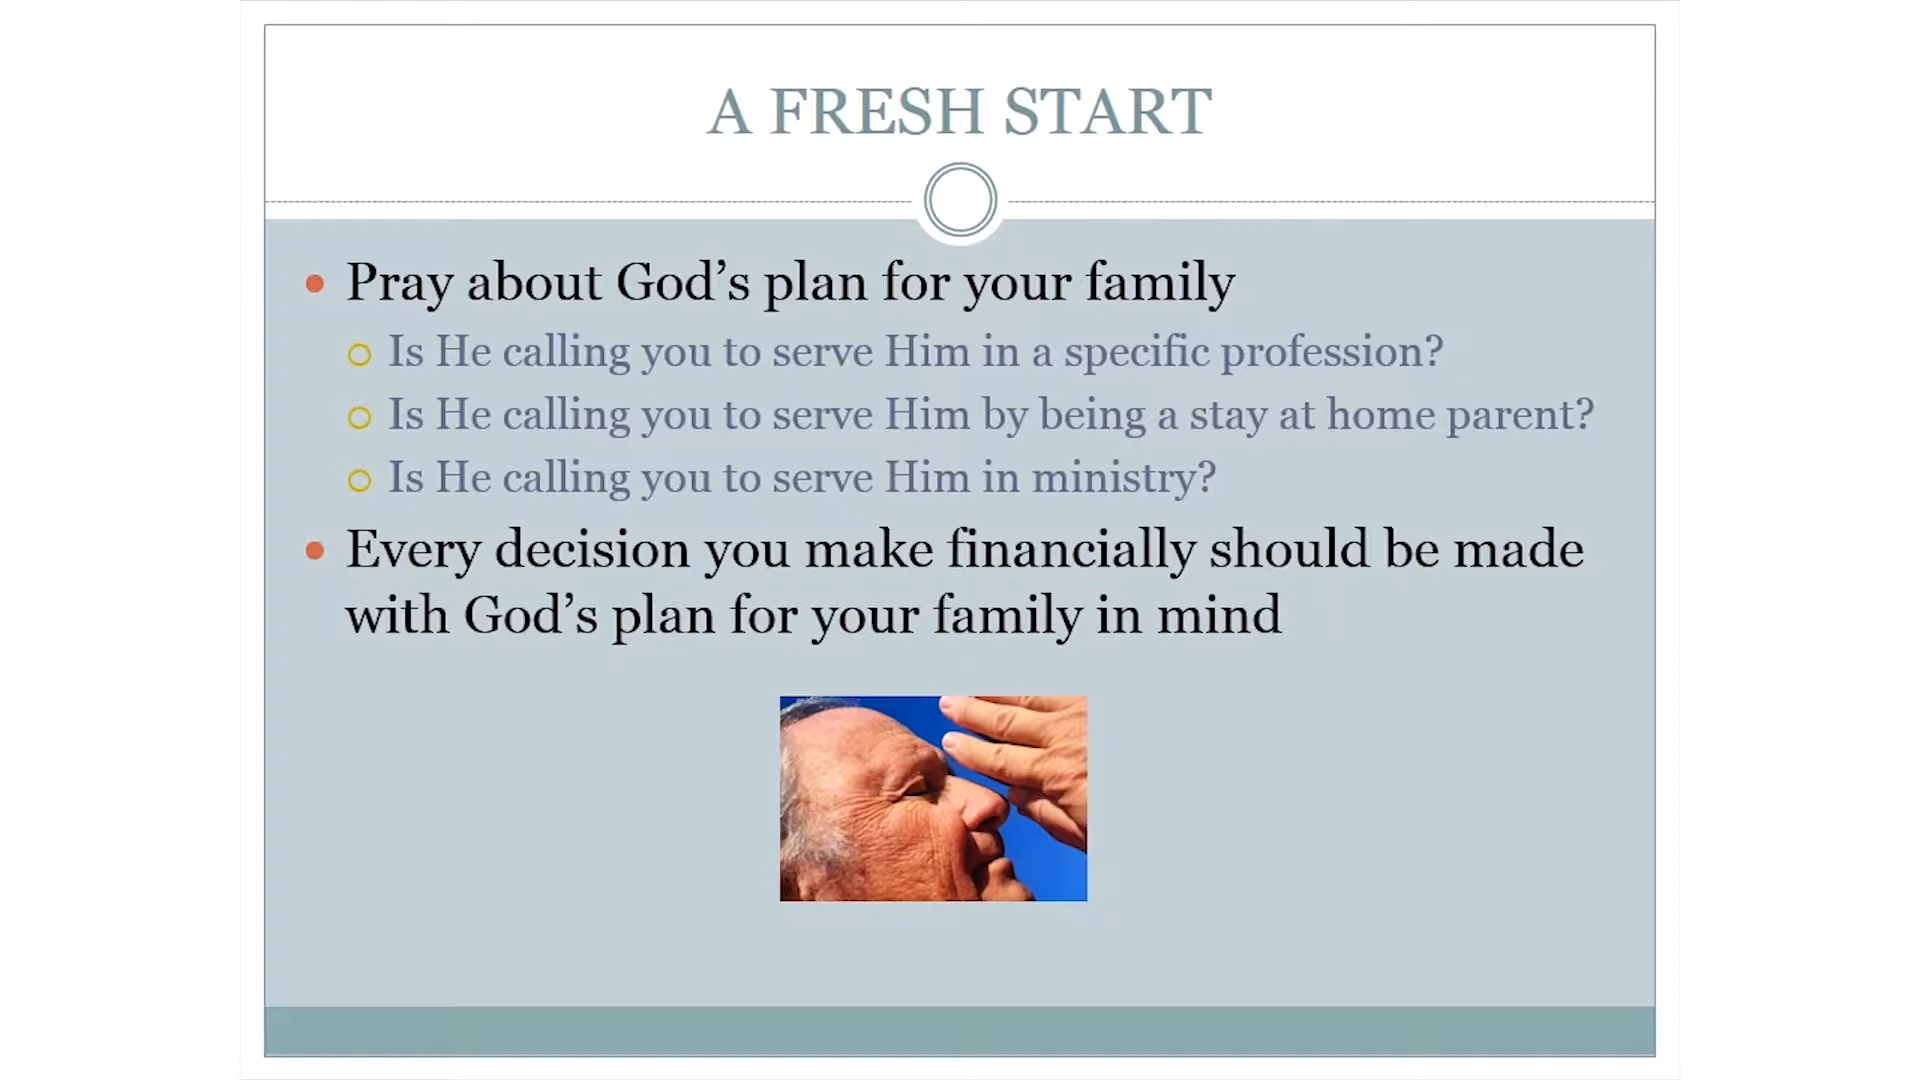 A FRESH START
Pray about God’s plan for your family
Is He calling you to serve Him in a specific profession?
Is He calling you to serve Him by being a stay at home parent?
Is He calling you to serve Him in ministry?
Every decision you make financially should be made
with God’s plan for your family in mind